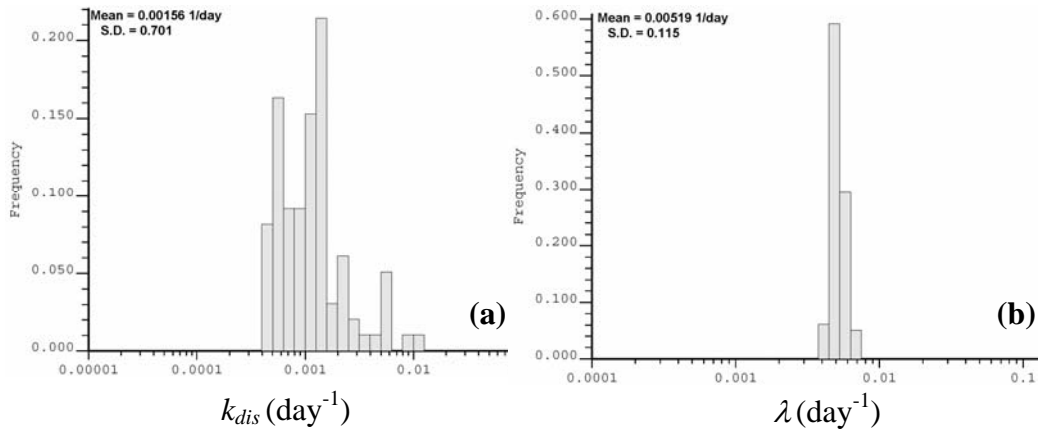 Mean = 0.00156 1/day
S.D. = 0.701
0.200
0.150
0.100
0.050
0.000
Frequency
0.00001
0.0001
0.001
0.01
(a)
k_dis (day⁻¹)
Mean = 0.00519 1/day
S.D. = 0.115
0.600
0.500
0.400
0.300
0.200
0.100
0.000
Frequency
0.0001
0.001
0.01
0.1
(b)
λ (day⁻¹)